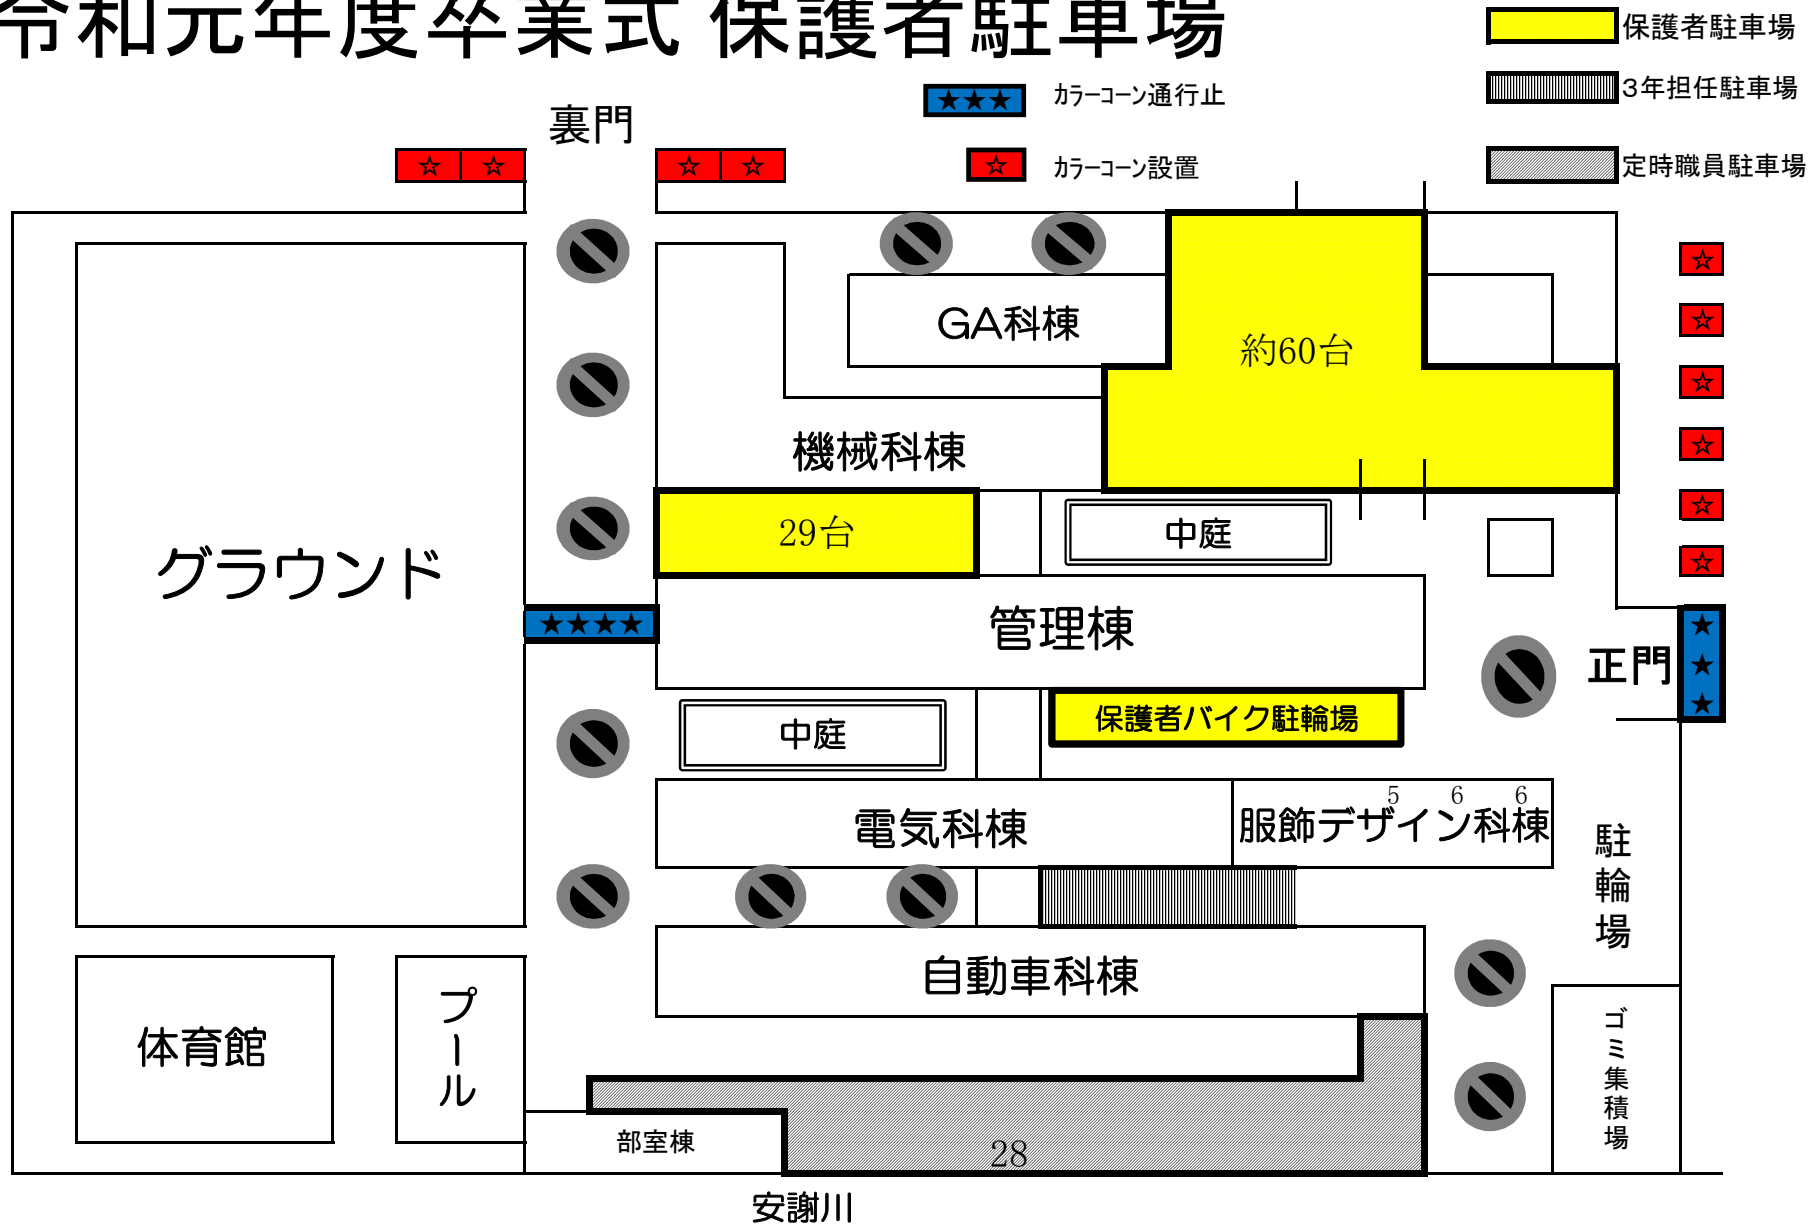 令和元年度卒業式 保護者駐車場
保護者駐車場
★★★ ｶﾗｰｺｰﾝ通行止
３年担任駐車場
裏門
☆ ☆ ☆ ☆
☆ ｶﾗｰｺｰﾝ設置
定時職員駐車場
☆
☆
☆
☆
☆
☆
GA科棟
約60台
機械科棟
29台
中庭
グラウンド
★★★★
管理棟
正門
★
★
★
中庭
保護者バイク駐輪場
5 6 6
電気科棟
服飾デザイン科棟
駐輪場
自動車科棟
体育館
プール
ゴミ集積場
部室棟
28
安謝川